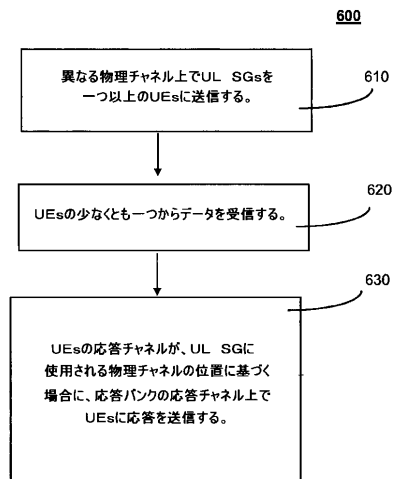 600
異なる物理チャネル上でUL SGsを
一つ以上のUEsに送信する。
610
UEsの少なくとも一つからデータを受信する。
620
630
UEsの応答チャネルが、UL SGに
使用される物理チャネルの位置に基づく
場合に、応答バンクの応答チャネル上で
UEsに応答を送信する。